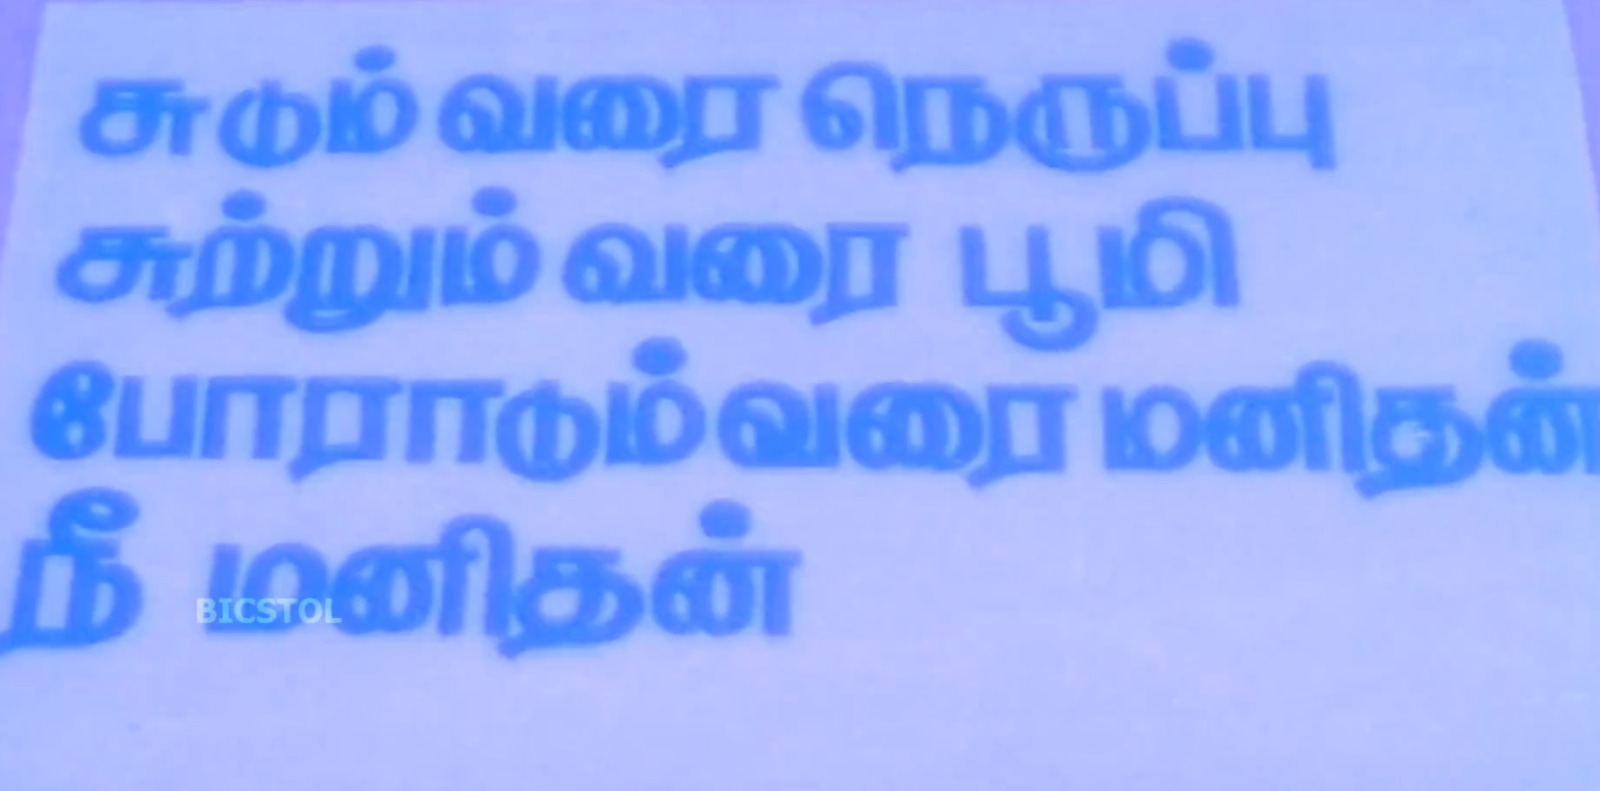 சுடும் வரை நெருப்பு
சுற்றும் வரை பூமி
போராடும்வரை மனிதன்
நீ மனிதன்
BICSTOL